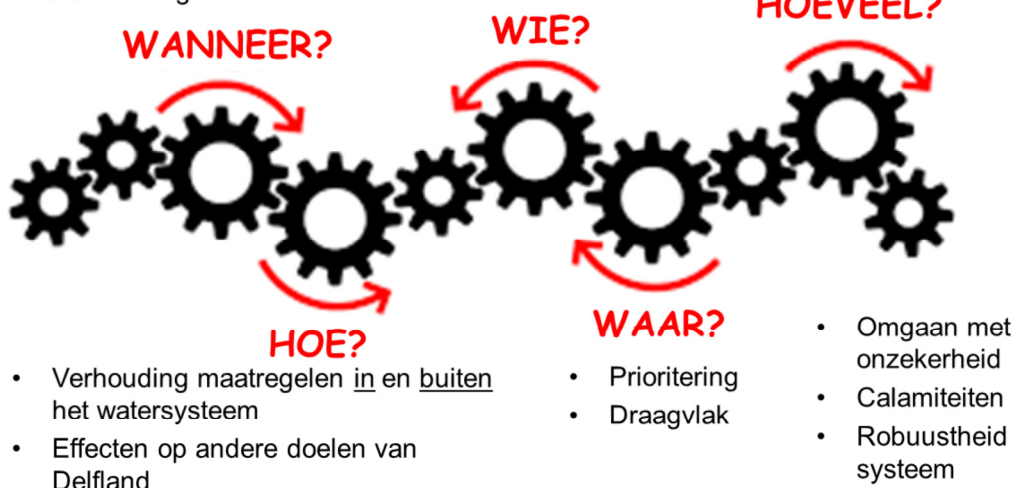 HOEVEEL?
WIE?
WANNEER?
HOE?
WAAR?
• Verhouding maatregelen in en buiten
het watersysteem
• Effecten op andere doelen van
Delfland
• Prioritering
• Draagvlak
• Omgaan met
onzekerheid
• Calamiteiten
• Robuustheid
systeem